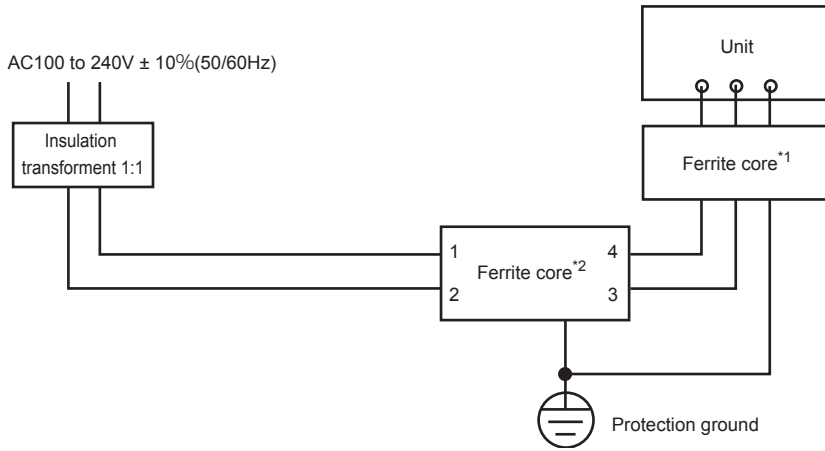 AC100 to 240V ± 10%(50/60Hz)
Unit
Insulation
transforment 1:1
Ferrite core*1
1
4
Ferrite core*2
2
3
Protection ground